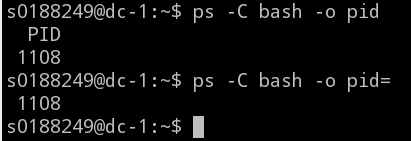 s0188249@dc-1:~$ ps -C bash -o pid
PID
1108
s0188249@dc-1:~$ ps -C bash -o pid=
1108
s0188249@dc-1:~$